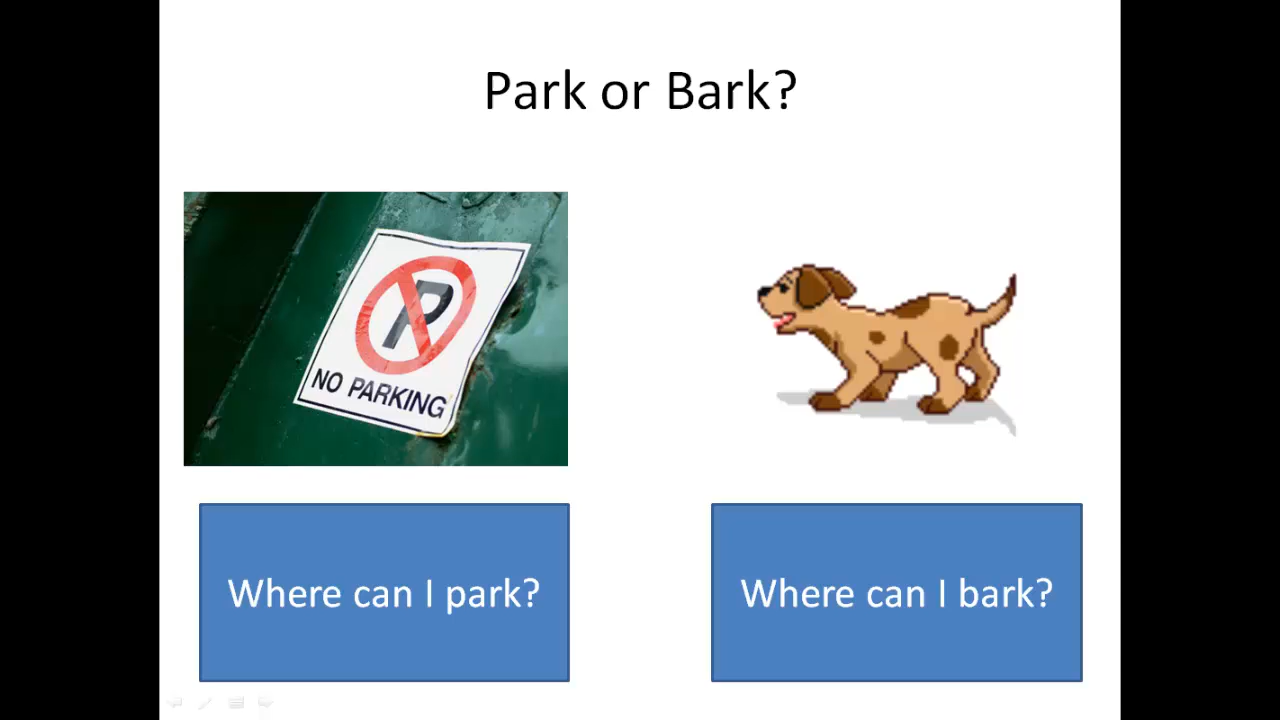 Park or Bark?
P
NO PARKING
Where can I park?
Where can I bark?